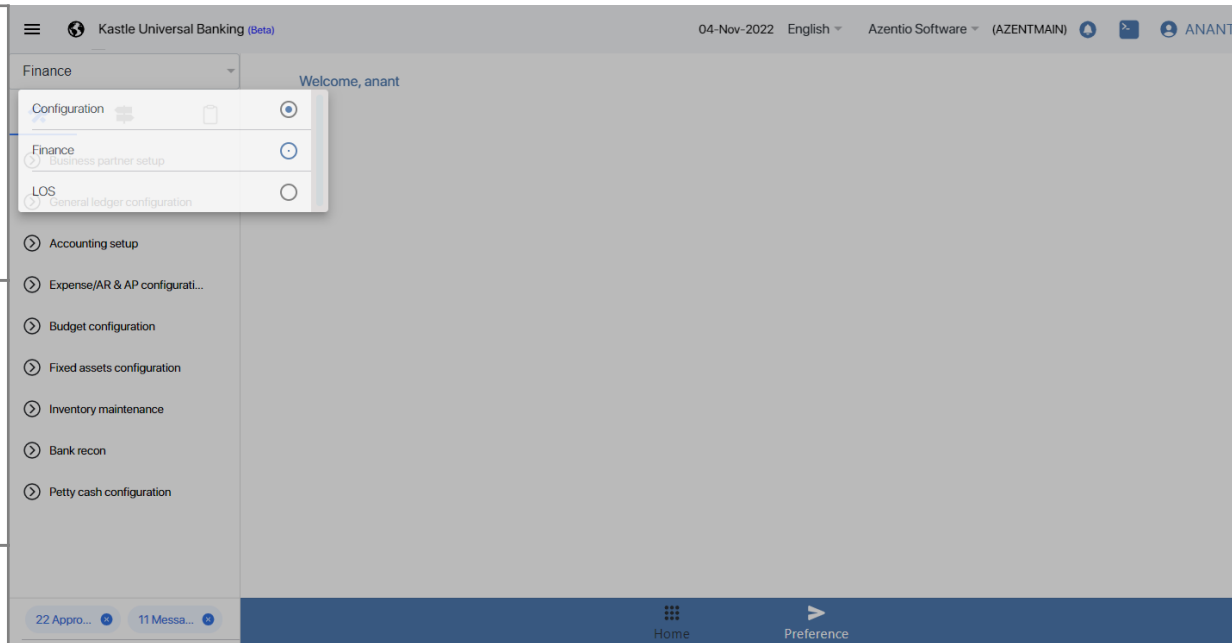 Kastle Universal Banking (Beta)
04-Nov-2022 English Azentio Software (AZENTMAIN) ANANT
Finance
Welcome, anant
Configuration
Finance
Business partner setup
LOS
General ledger configuration
Accounting setup
Expense/AR & AP configurati...
Budget configuration
Fixed assets configuration
Inventory maintenance
Bank recon
Petty cash configuration
22 Appro... 11 Messa...
Home Preference